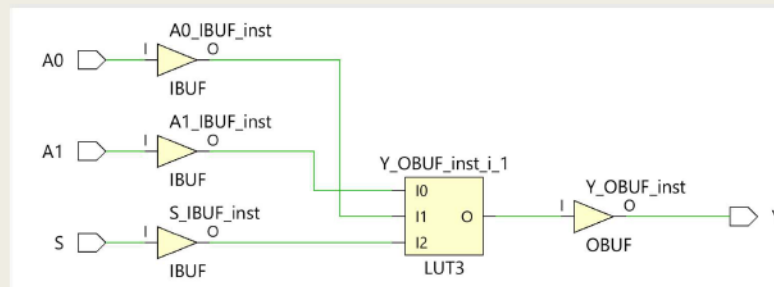 A0_IBUF_inst
A0
I
O
IBUF
A1_IBUF_inst
A1
I
O
IBUF
Y_OBUF_inst_i_1
S_IBUF_inst
S
I
O
IBUF
I0
I1
I2
O
LUT3
Y_OBUF_inst
I
O
OBUF